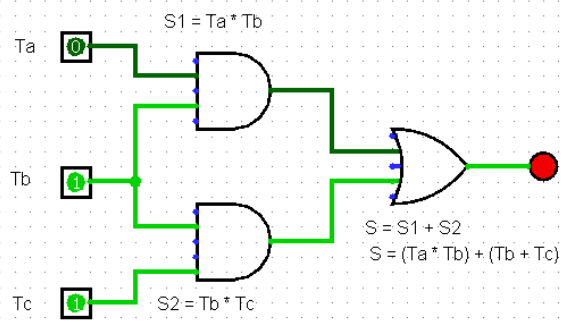 S1 = Ta * Tb
Ta 0
Tb 1
S = S1 + S2
S = (Ta * Tb) + (Tb + Tc)
Tc 1 S2 = Tb * Tc